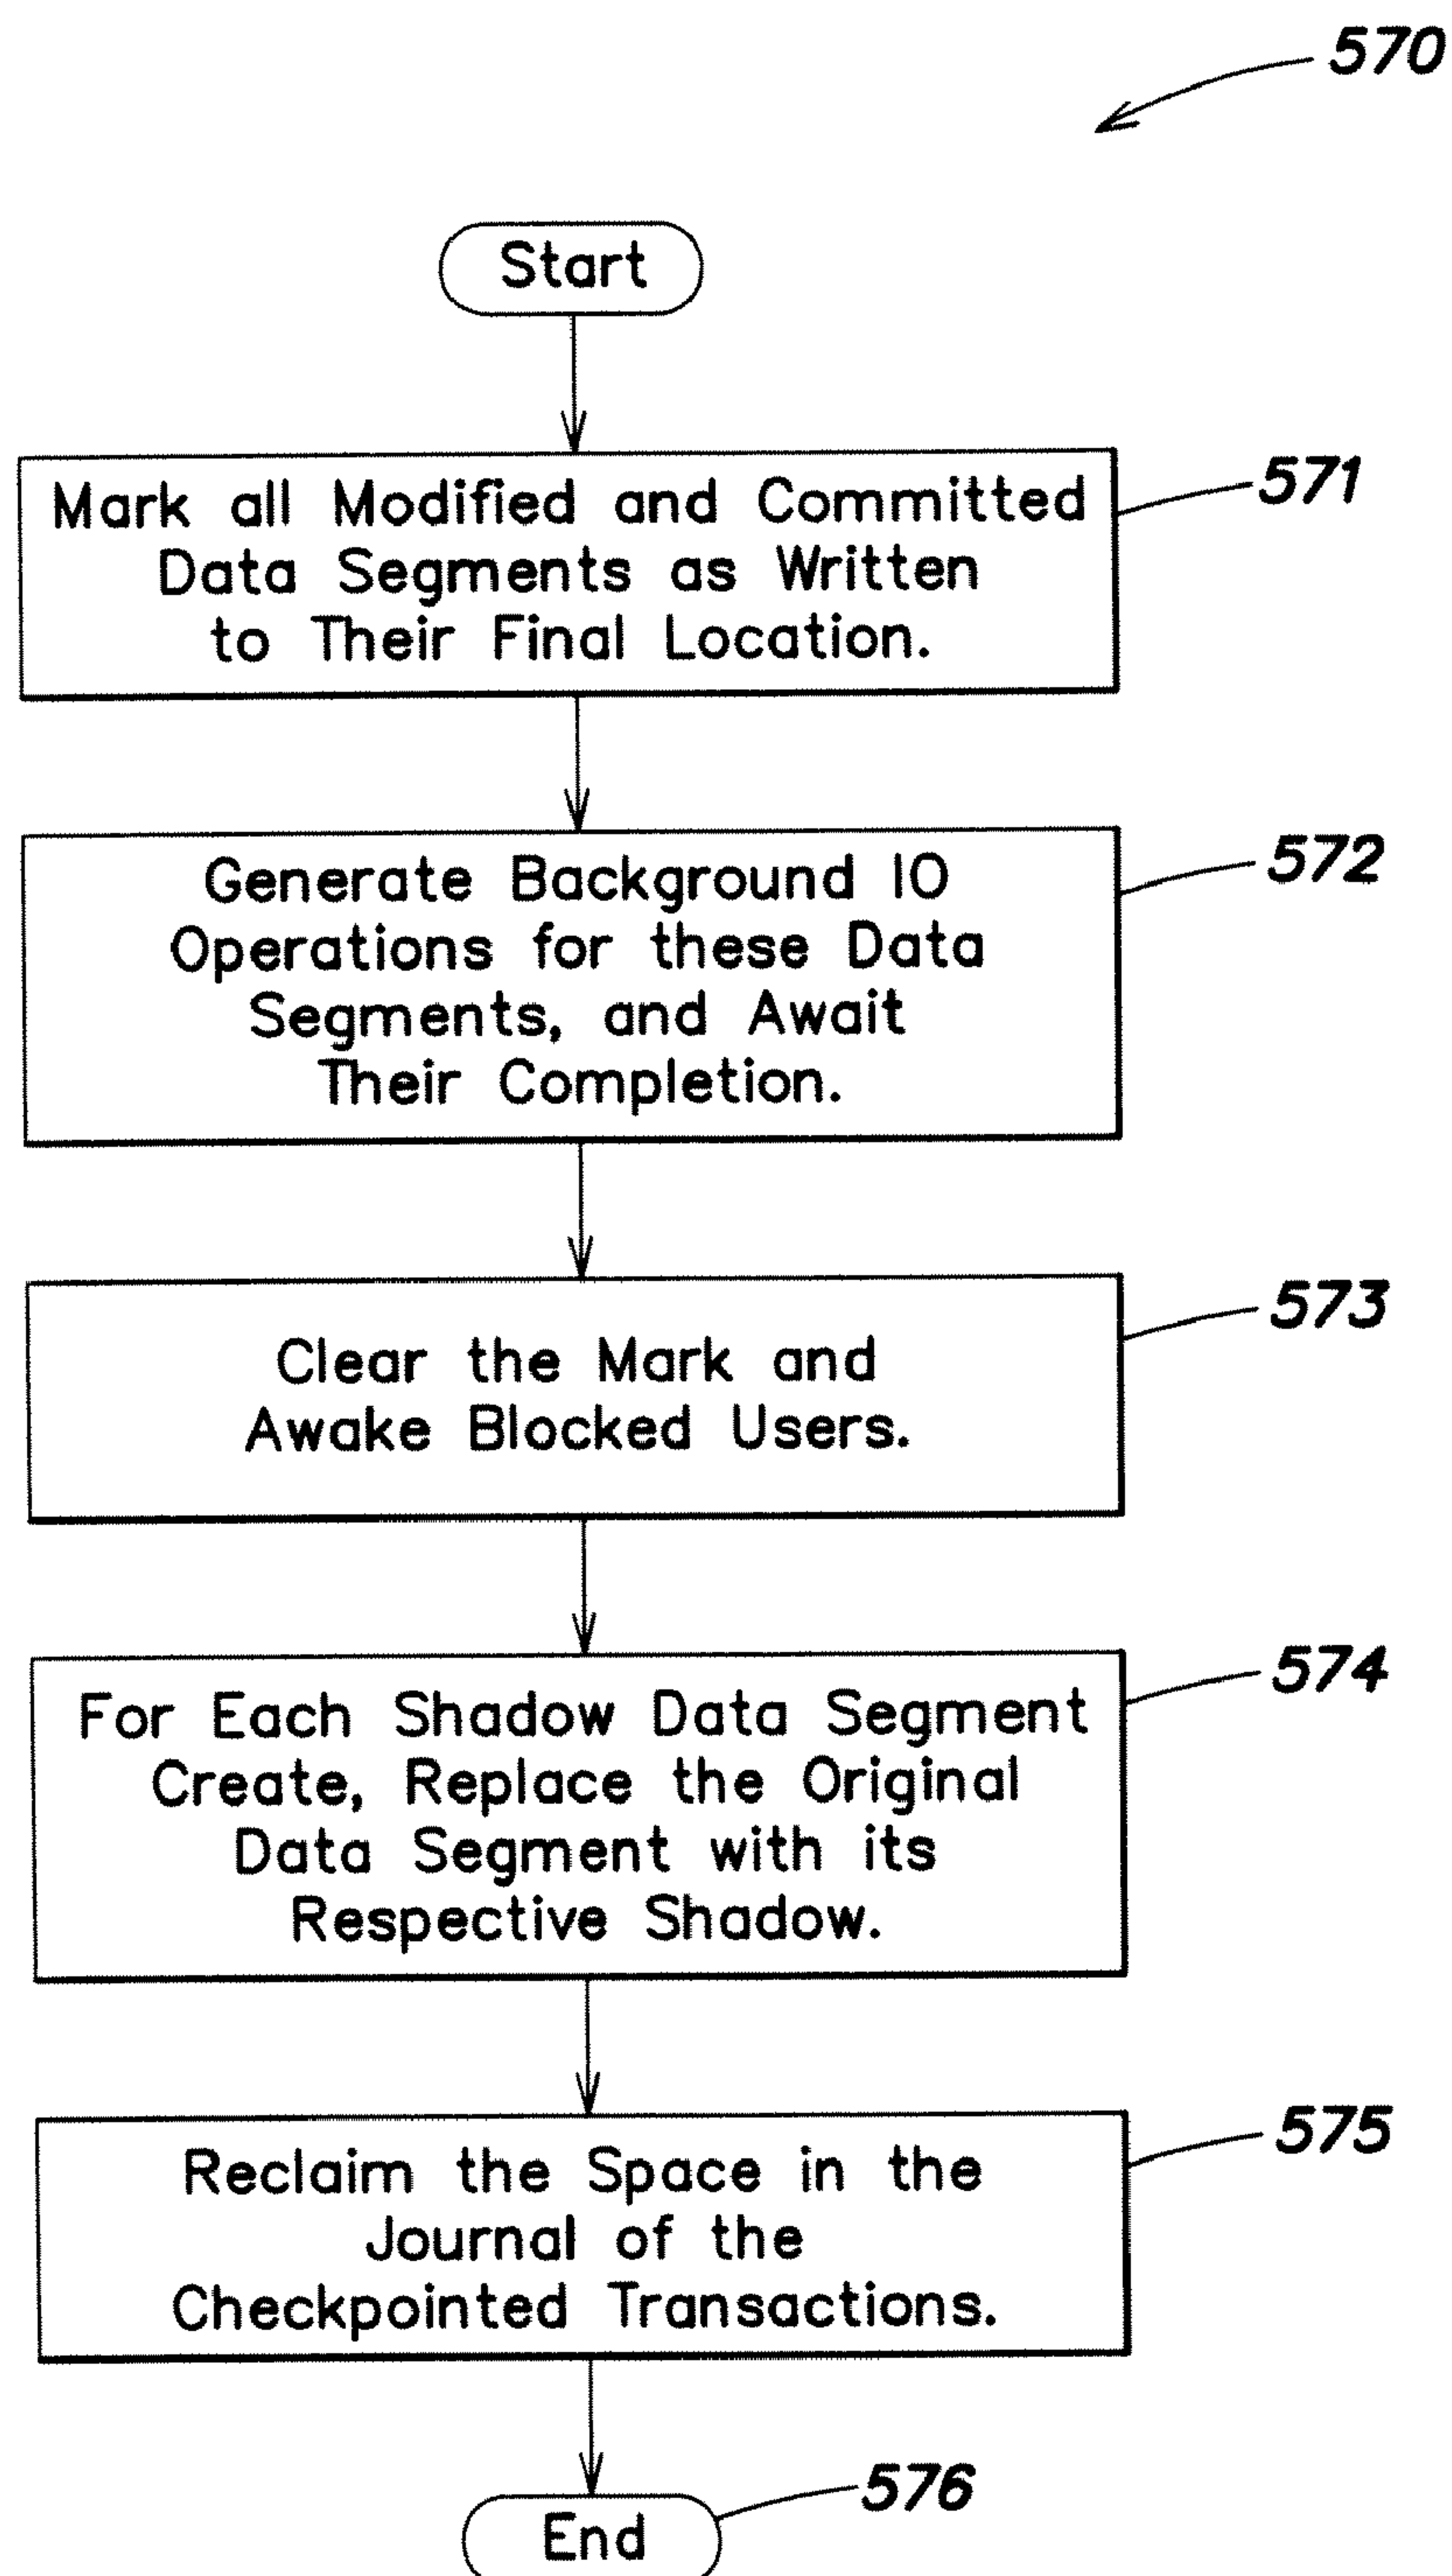 570
Start
Mark all Modified and Committed
Data Segments as Written
to Their Final Location.
571
Generate Background IO
Operations for these Data
Segments, and Await
Their Completion.
572
Clear the Mark and
Awake Blocked Users.
573
For Each Shadow Data Segment
Create, Replace the Original
Data Segment with its
Respective Shadow.
574
Reclaim the Space in the
Journal of the
Checkpointed Transactions.
575
End
576